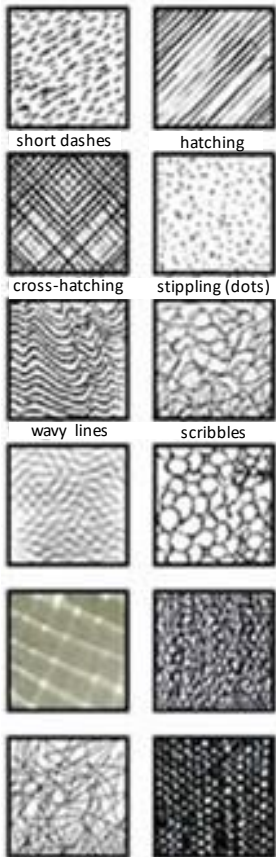 short dashes
hatching
cross-hatching
stippling (dots)
wavy lines
scribbles